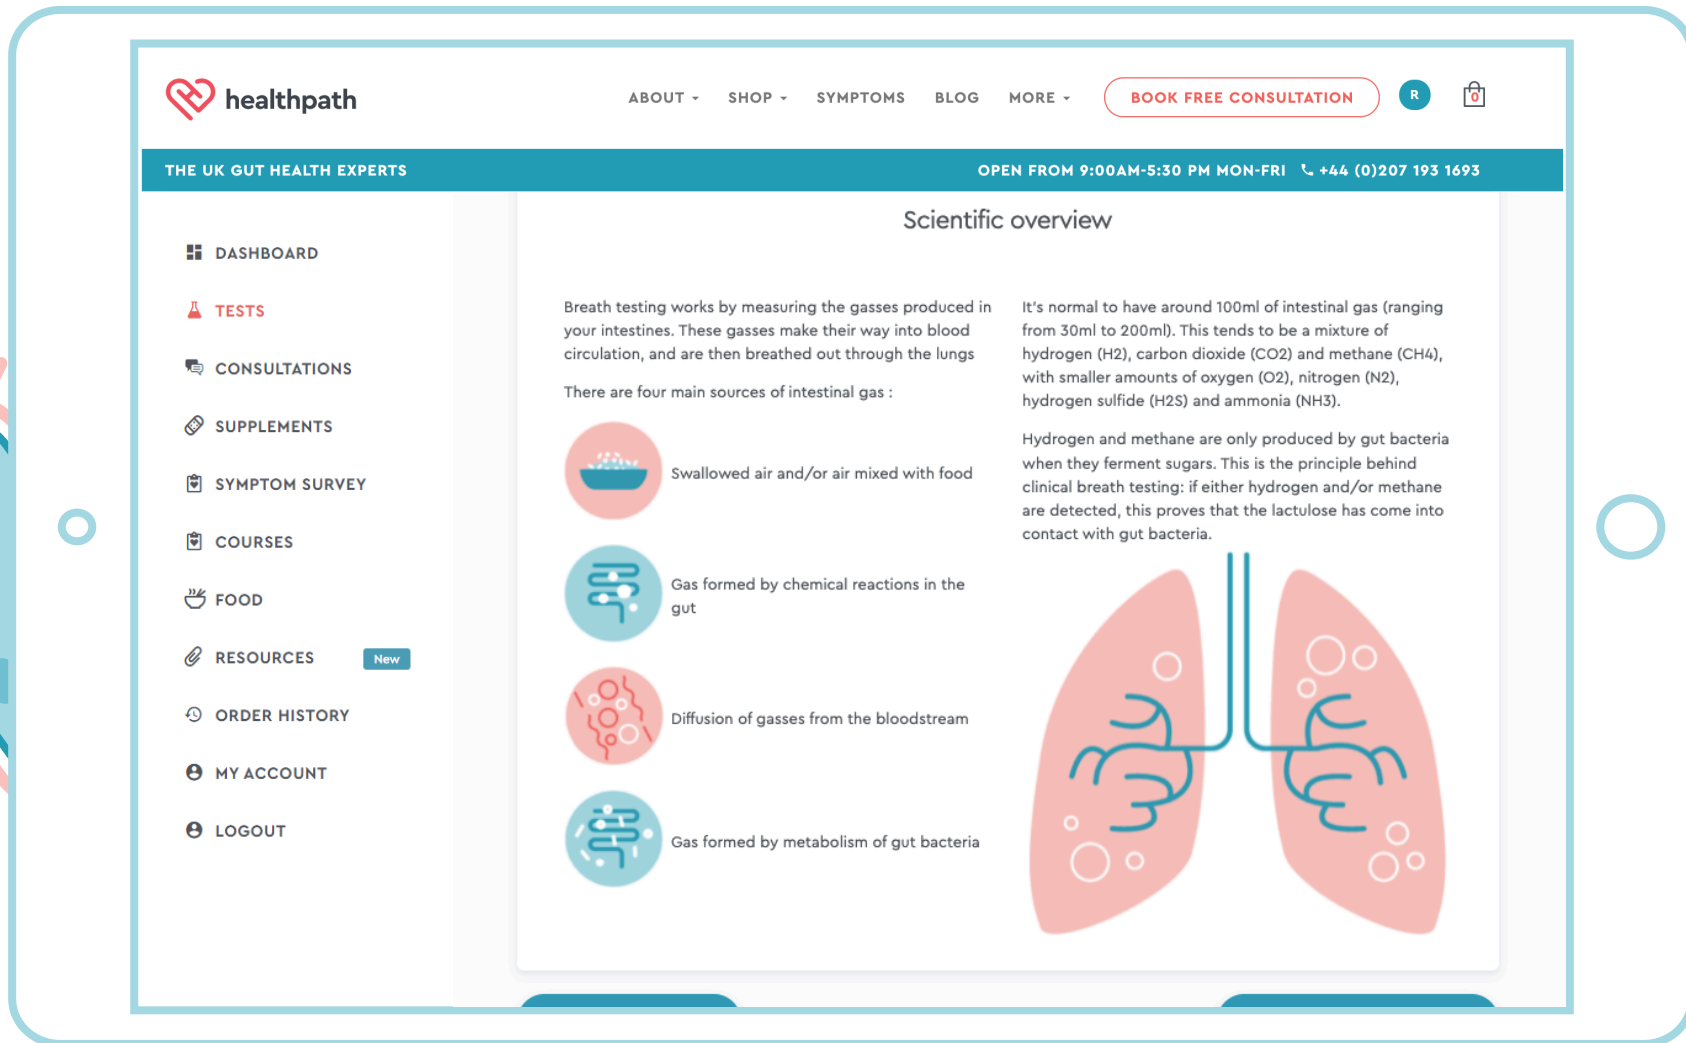 healthpath
ABOUT
SHOP
SYMPTOMS
BLOG
MORE
BOOK FREE CONSULTATION
R
0
THE UK GUT HEALTH EXPERTS
OPEN FROM 9:00AM-5:30 PM MON-FRI
+44 (0)207 193 1693
DASHBOARD
TESTS
CONSULTATIONS
SUPPLEMENTS
SYMPTOM SURVEY
COURSES
FOOD
RESOURCES
New
ORDER HISTORY
MY ACCOUNT
LOGOUT
Scientific overview
Breath testing works by measuring the gasses produced in
your intestines. These gasses make their way into blood
circulation, and are then breathed out through the lungs
There are four main sources of intestinal gas :
Swallowed air and/or air mixed with food
Gas formed by chemical reactions in the
gut
Diffusion of gasses from the bloodstream
Gas formed by metabolism of gut bacteria
It's normal to have around 100ml of intestinal gas (ranging
from 30ml to 200ml). This tends to be a mixture of
hydrogen (H2), carbon dioxide (CO2) and methane (CH4),
with smaller amounts of oxygen (O2), nitrogen (N2),
hydrogen sulfide (H2S) and ammonia (NH3).
Hydrogen and methane are only produced by gut bacteria
when they ferment sugars. This is the principle behind
clinical breath testing: if either hydrogen and/or methane
are detected, this proves that the lactulose has come into
contact with gut bacteria.